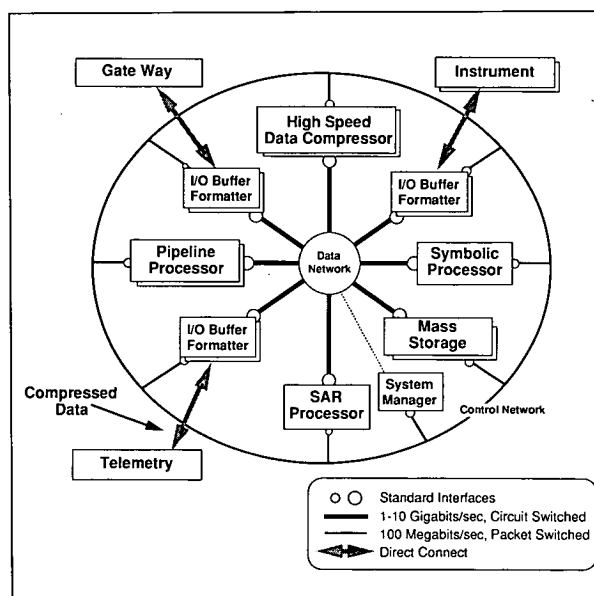 Gate Way
Instrument
High Speed
Data Compressor
I/O Buffer
Formatter
I/O Buffer
Formatter
Pipeline
Processor
Data
Network
Symbolic
Processor
I/O Buffer
Formatter
Mass
Storage
Compressed
Data
SAR
Processor
System
Manager
Control Network
Telemetry
Standard Interfaces
1-10 Gigabits/sec, Circuit Switched
100 Megabits/sec, Packet Switched
Direct Connect